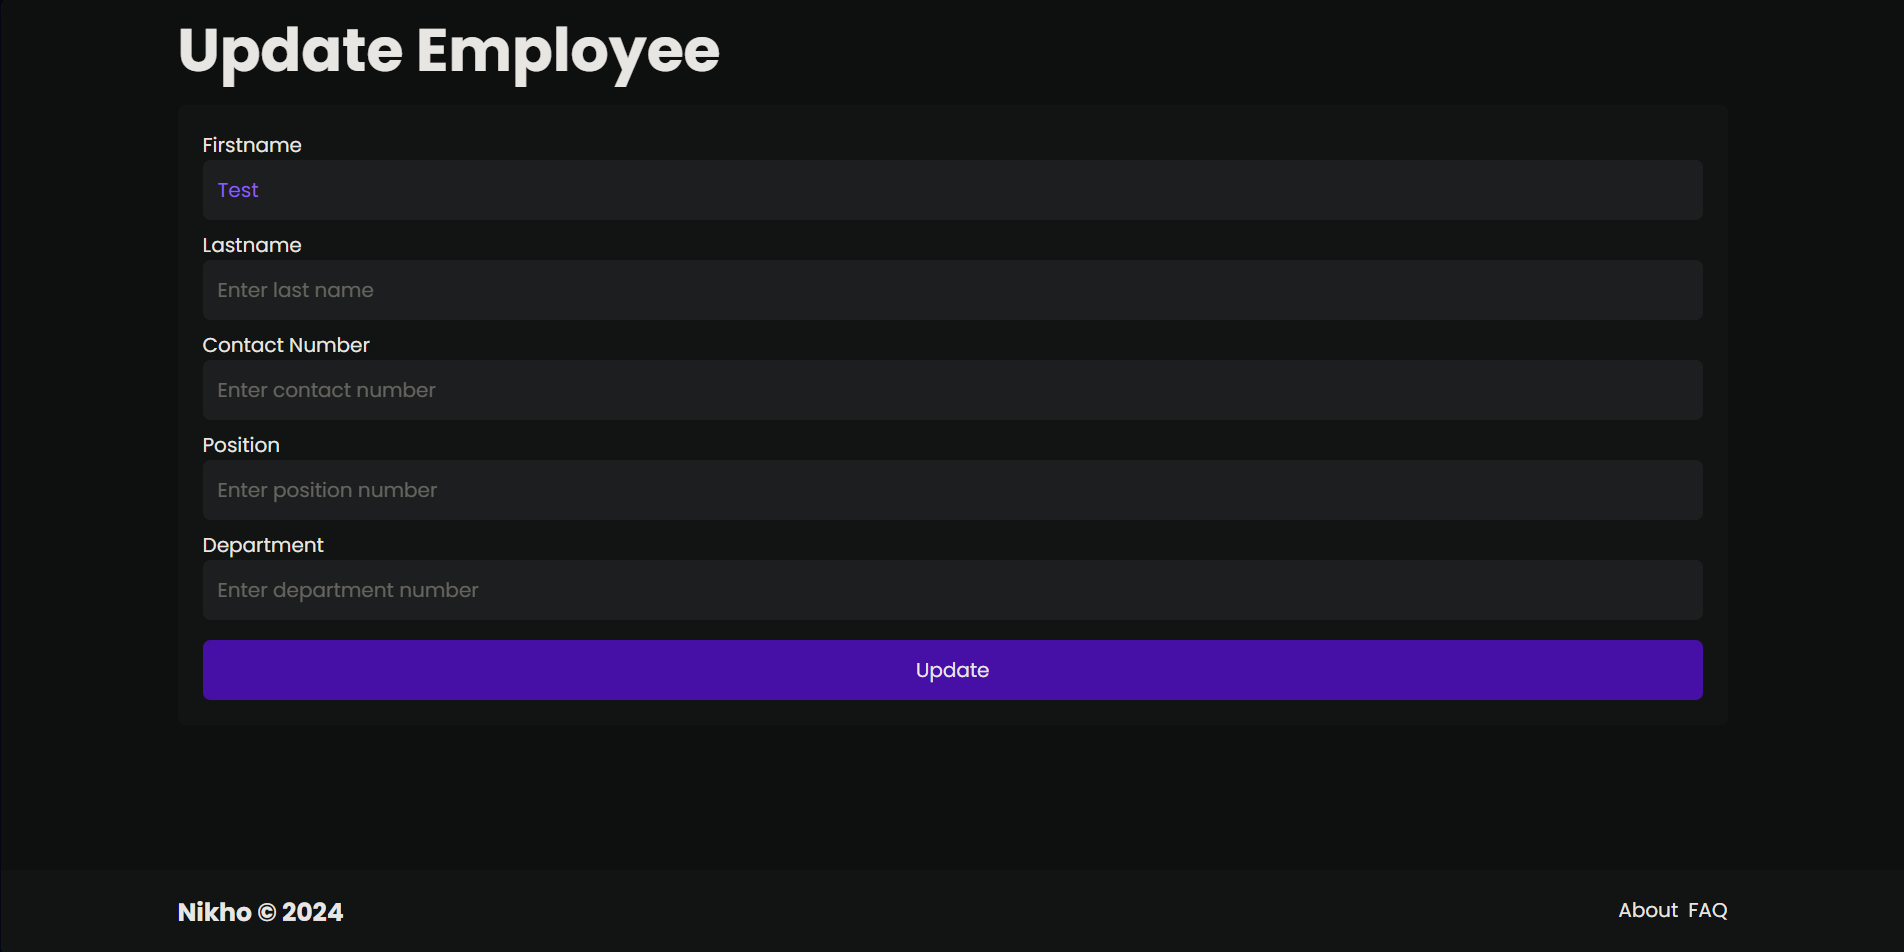 Update Employee
Firstname
Test
Lastname
Enter last name
Contact Number
Enter contact number
Position
Enter position number
Department
Enter department number
Update
Nikho © 2024
About FAQ